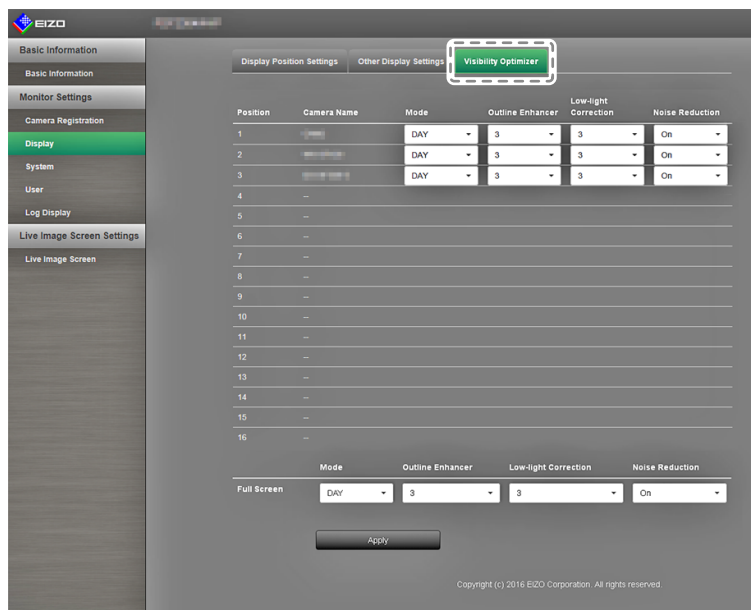 EIZO
Basic Information
Basic Information
Monitor Settings
Camera Registration
Display
System
User
Log Display
Live Image Screen Settings
Live Image Screen
Display Position Settings Other Display Settings Visibility Optimizer
Position Camera Name Mode Outline Enhancer Low-light Correction Noise Reduction
1 DAY 3 3 On
2 DAY 3 3 On
3 DAY 3 3 On
4 --
5 --
6 --
7 --
8 --
9 --
10 --
11 --
12 --
13 --
14 --
15 --
16 --
Mode Outline Enhancer Low-light Correction Noise Reduction
Full Screen DAY 3 3 On
Apply
Copyright (c) 2016 EIZO Corporation. All rights reserved.